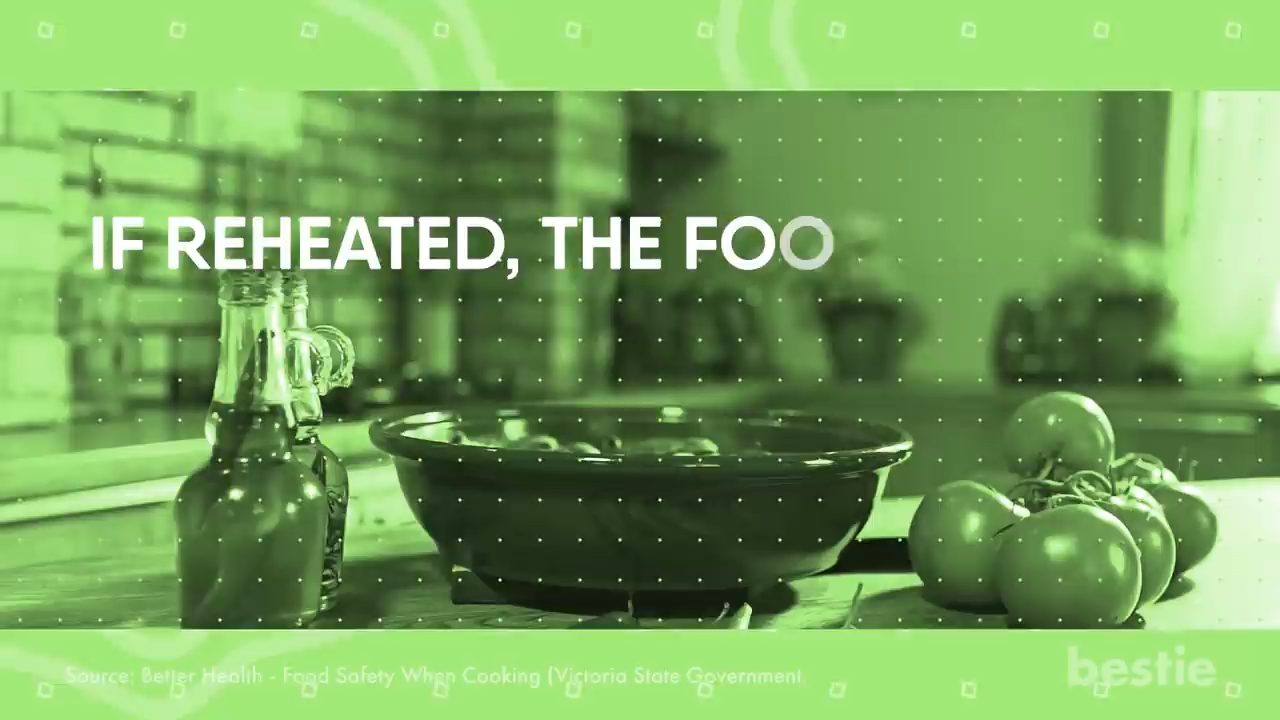 IF REHEATED, THE FOO
Source: Better Health - Food Safety When Cooking (Victoria State Government
bestie